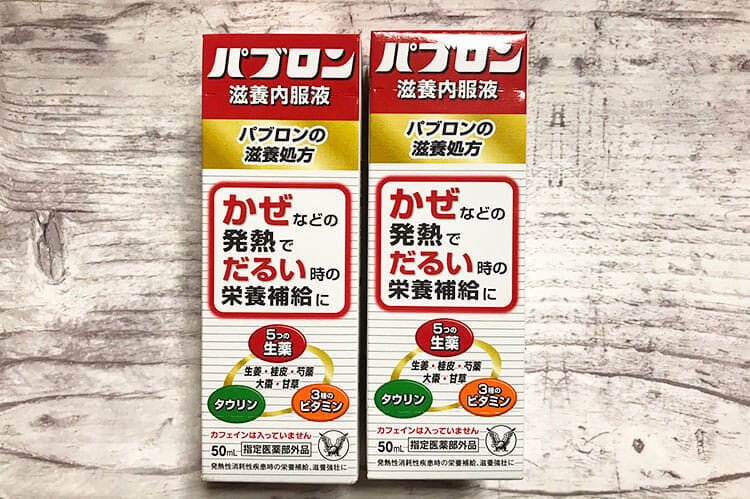 パブロン
滋養内服液
パブロンの
滋養処方
かぜなどの
発熱で
だるい時の
栄養補給に
5つの
生薬
生姜・桂皮・芍薬
大棗・甘草
タウリン
3種の
ビタミン
カフェインは入っていません
50mL 指定医薬部外品
発熱性消耗性疾患時の栄養補給、滋養強壮に
パブロン
滋養内服液
パブロンの
滋養処方
かぜなどの
発熱で
だるい時の
栄養補給に
5つの
生薬
生姜・桂皮・芍薬
大棗・甘草
タウリン
3種の
ビタミン
カフェインは入っていません
50mL 指定医薬部外品
発熱性消耗性疾患時の栄養補給、滋養強壮に